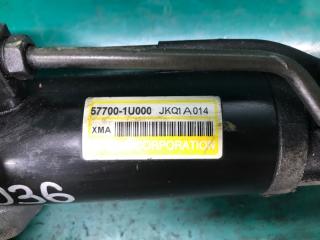 57700-1U000 JKQ1A014
XMA
CORPORATION
036